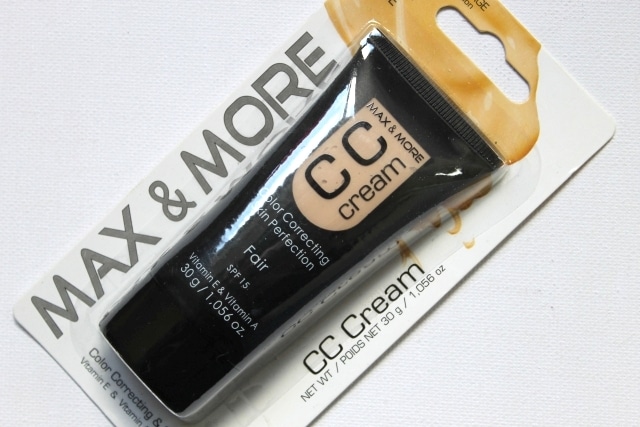 MAX & MORE
MAX & MORE
CC
cream
Color Correcting
Skin Perfection
Fair
SPF 15
Vitamin E & Vitamin A
30 g / 1.056 oz.
CC Cream
NET WT / POIDS NET 30 g / 1,056 oz
Color Correcting &
Vitamin E & Vitamin